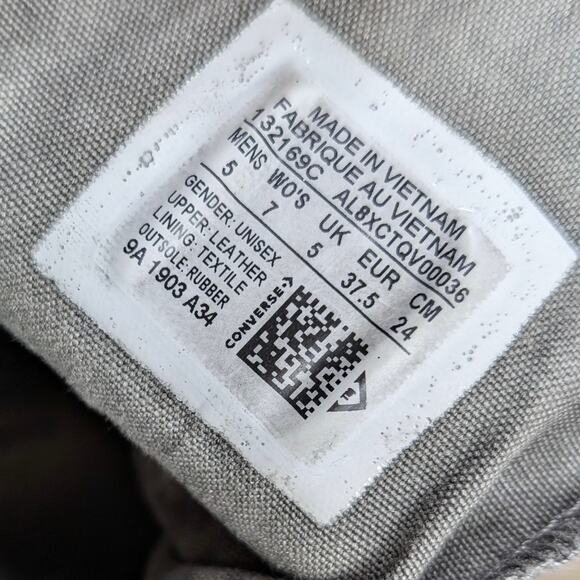 MADE IN VIETNAM
FABRIQUE AU VIETNAM
132169C AL8XCTQV00036
MENS WO'S UK EUR CM
5 7 5 37.5 24
GENDER: UNISEX
UPPER: LEATHER
LINING: TEXTILE
OUTSOLE: RUBBER
9A 1903 A34
CONVERSE